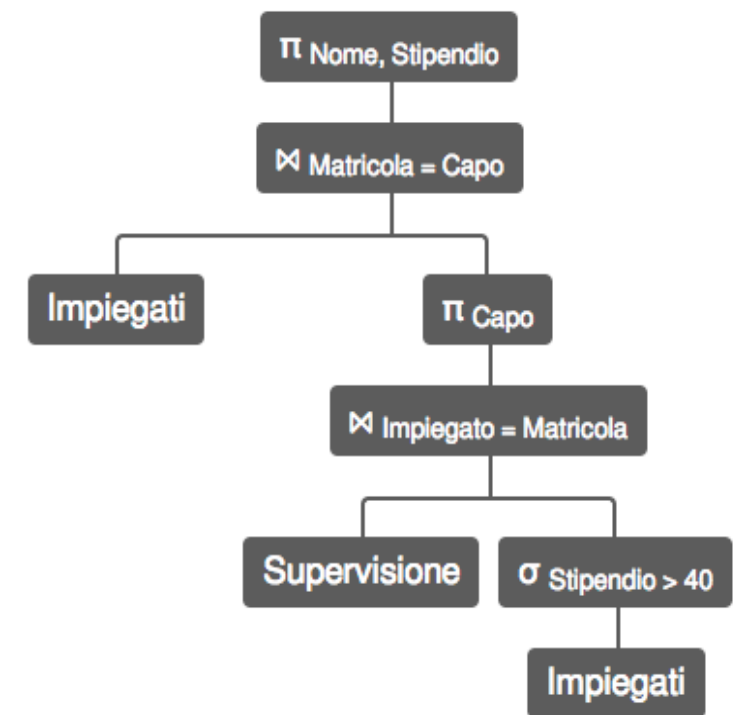 π Nome, Stipendio
⋈ Matricola = Capo
Impiegati
π Capo
⋈ Impiegato = Matricola
Supervisione
σ Stipendio > 40
Impiegati